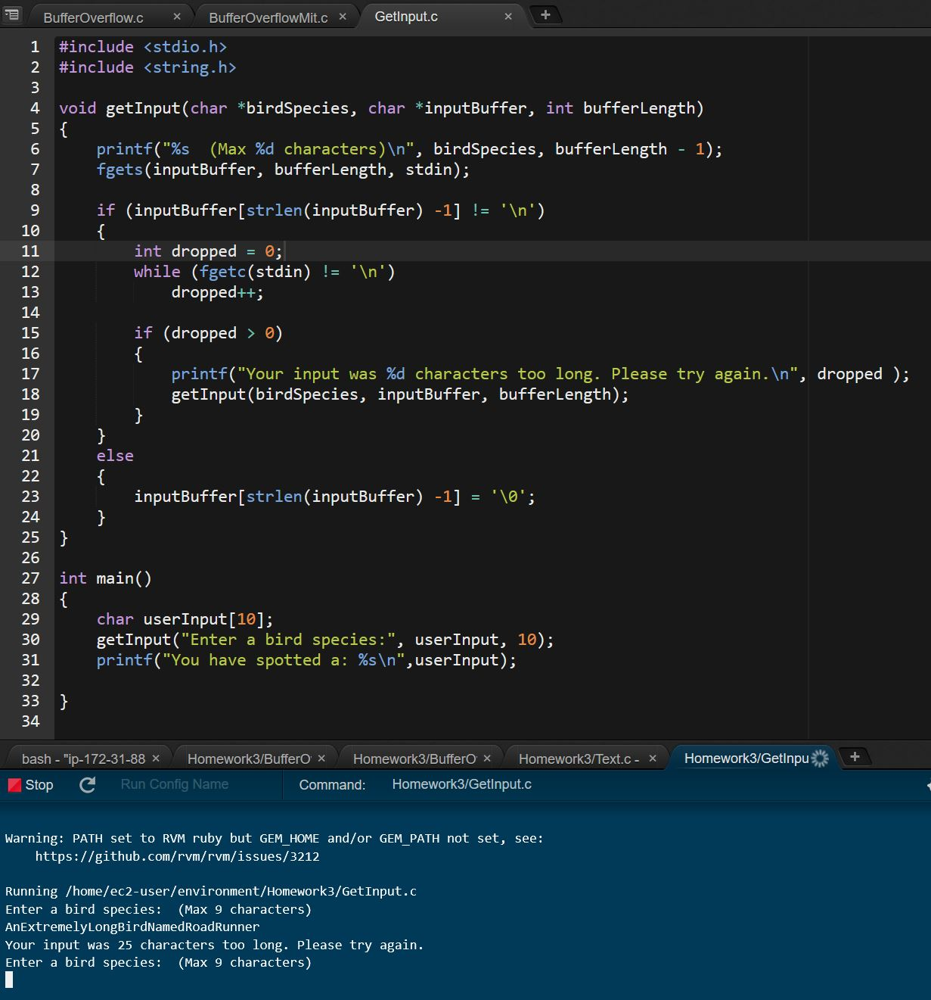 BufferOverflow.c × BufferOverflowMit.c × GetInput.c × +
1 #include <stdio.h>
2 #include <string.h>
3
4 void getInput(char *birdSpecies, char *inputBuffer, int bufferLength)
5 {
6     printf("%s  (Max %d characters)\n", birdSpecies, bufferLength - 1);
7     fgets(inputBuffer, bufferLength, stdin);
8
9     if (inputBuffer[strlen(inputBuffer) -1] != '\n')
10     {
11         int dropped = 0;
12         while (fgetc(stdin) != '\n')
13             dropped++;
14
15         if (dropped > 0)
16         {
17             printf("Your input was %d characters too long. Please try again.\n", dropped );
18             getInput(birdSpecies, inputBuffer, bufferLength);
19         }
20     }
21     else
22     {
23         inputBuffer[strlen(inputBuffer) -1] = '\0';
24     }
25 }
26
27 int main()
28 {
29     char userInput[10];
30     getInput("Enter a bird species:", userInput, 10);
31     printf("You have spotted a: %s\n",userInput);
32
33 }
34
bash - "ip-172-31-88 × Homework3/BufferO × Homework3/BufferO × Homework3/Text.c - × Homework3/GetInpu +
Stop Run Config Name Command: Homework3/GetInput.c
Warning: PATH set to RVM ruby but GEM_HOME and/or GEM_PATH not set, see:
    https://github.com/rvm/rvm/issues/3212
Running /home/ec2-user/environment/Homework3/GetInput.c
Enter a bird species:  (Max 9 characters)
AnExtremelyLongBirdNamedRoadRunner
Your input was 25 characters too long. Please try again.
Enter a bird species:  (Max 9 characters)